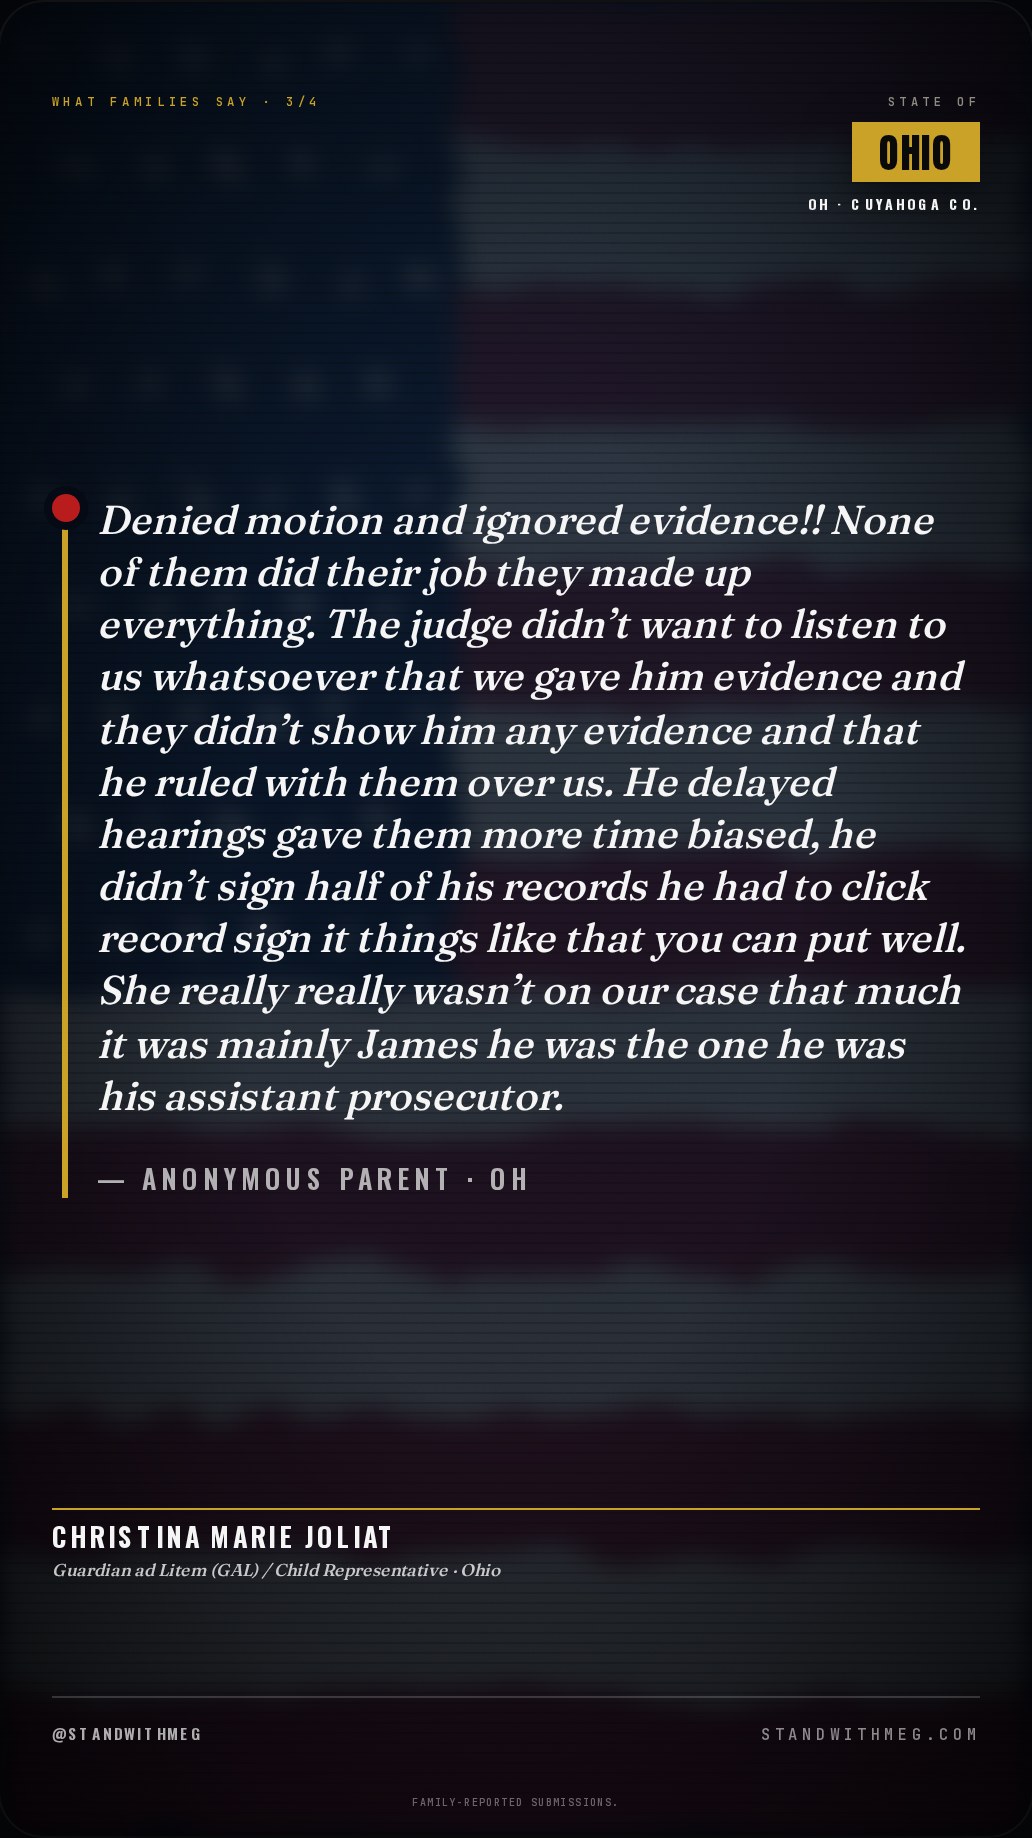 WHAT FAMILIES SAY · 3/4
STATE OF
OHIO
OH · CUYAHOGA CO.
Denied motion and ignored evidence!! None
of them did their job they made up
everything. The judge didn’t want to listen to
us whatsoever that we gave him evidence and
they didn’t show him any evidence and that
he ruled with them over us. He delayed
hearings gave them more time biased, he
didn’t sign half of his records he had to click
record sign it things like that you can put well.
She really really wasn’t on our case that much
it was mainly James he was the one he was
his assistant prosecutor.
— ANONYMOUS PARENT · OH
CHRISTINA MARIE JOLIAT
Guardian ad Litem (GAL) / Child Representative · Ohio
@STANDWITHMEG
STANDWITHMEG.COM
FAMILY-REPORTED SUBMISSIONS.